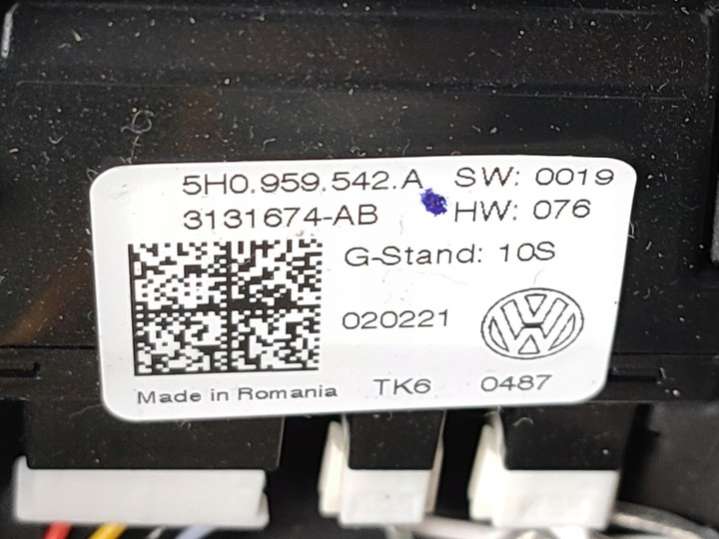 5H0.959.542.A SW: 0019
3131674-AB HW: 076
G-Stand: 10S
020221
Made in Romania TK6 0487